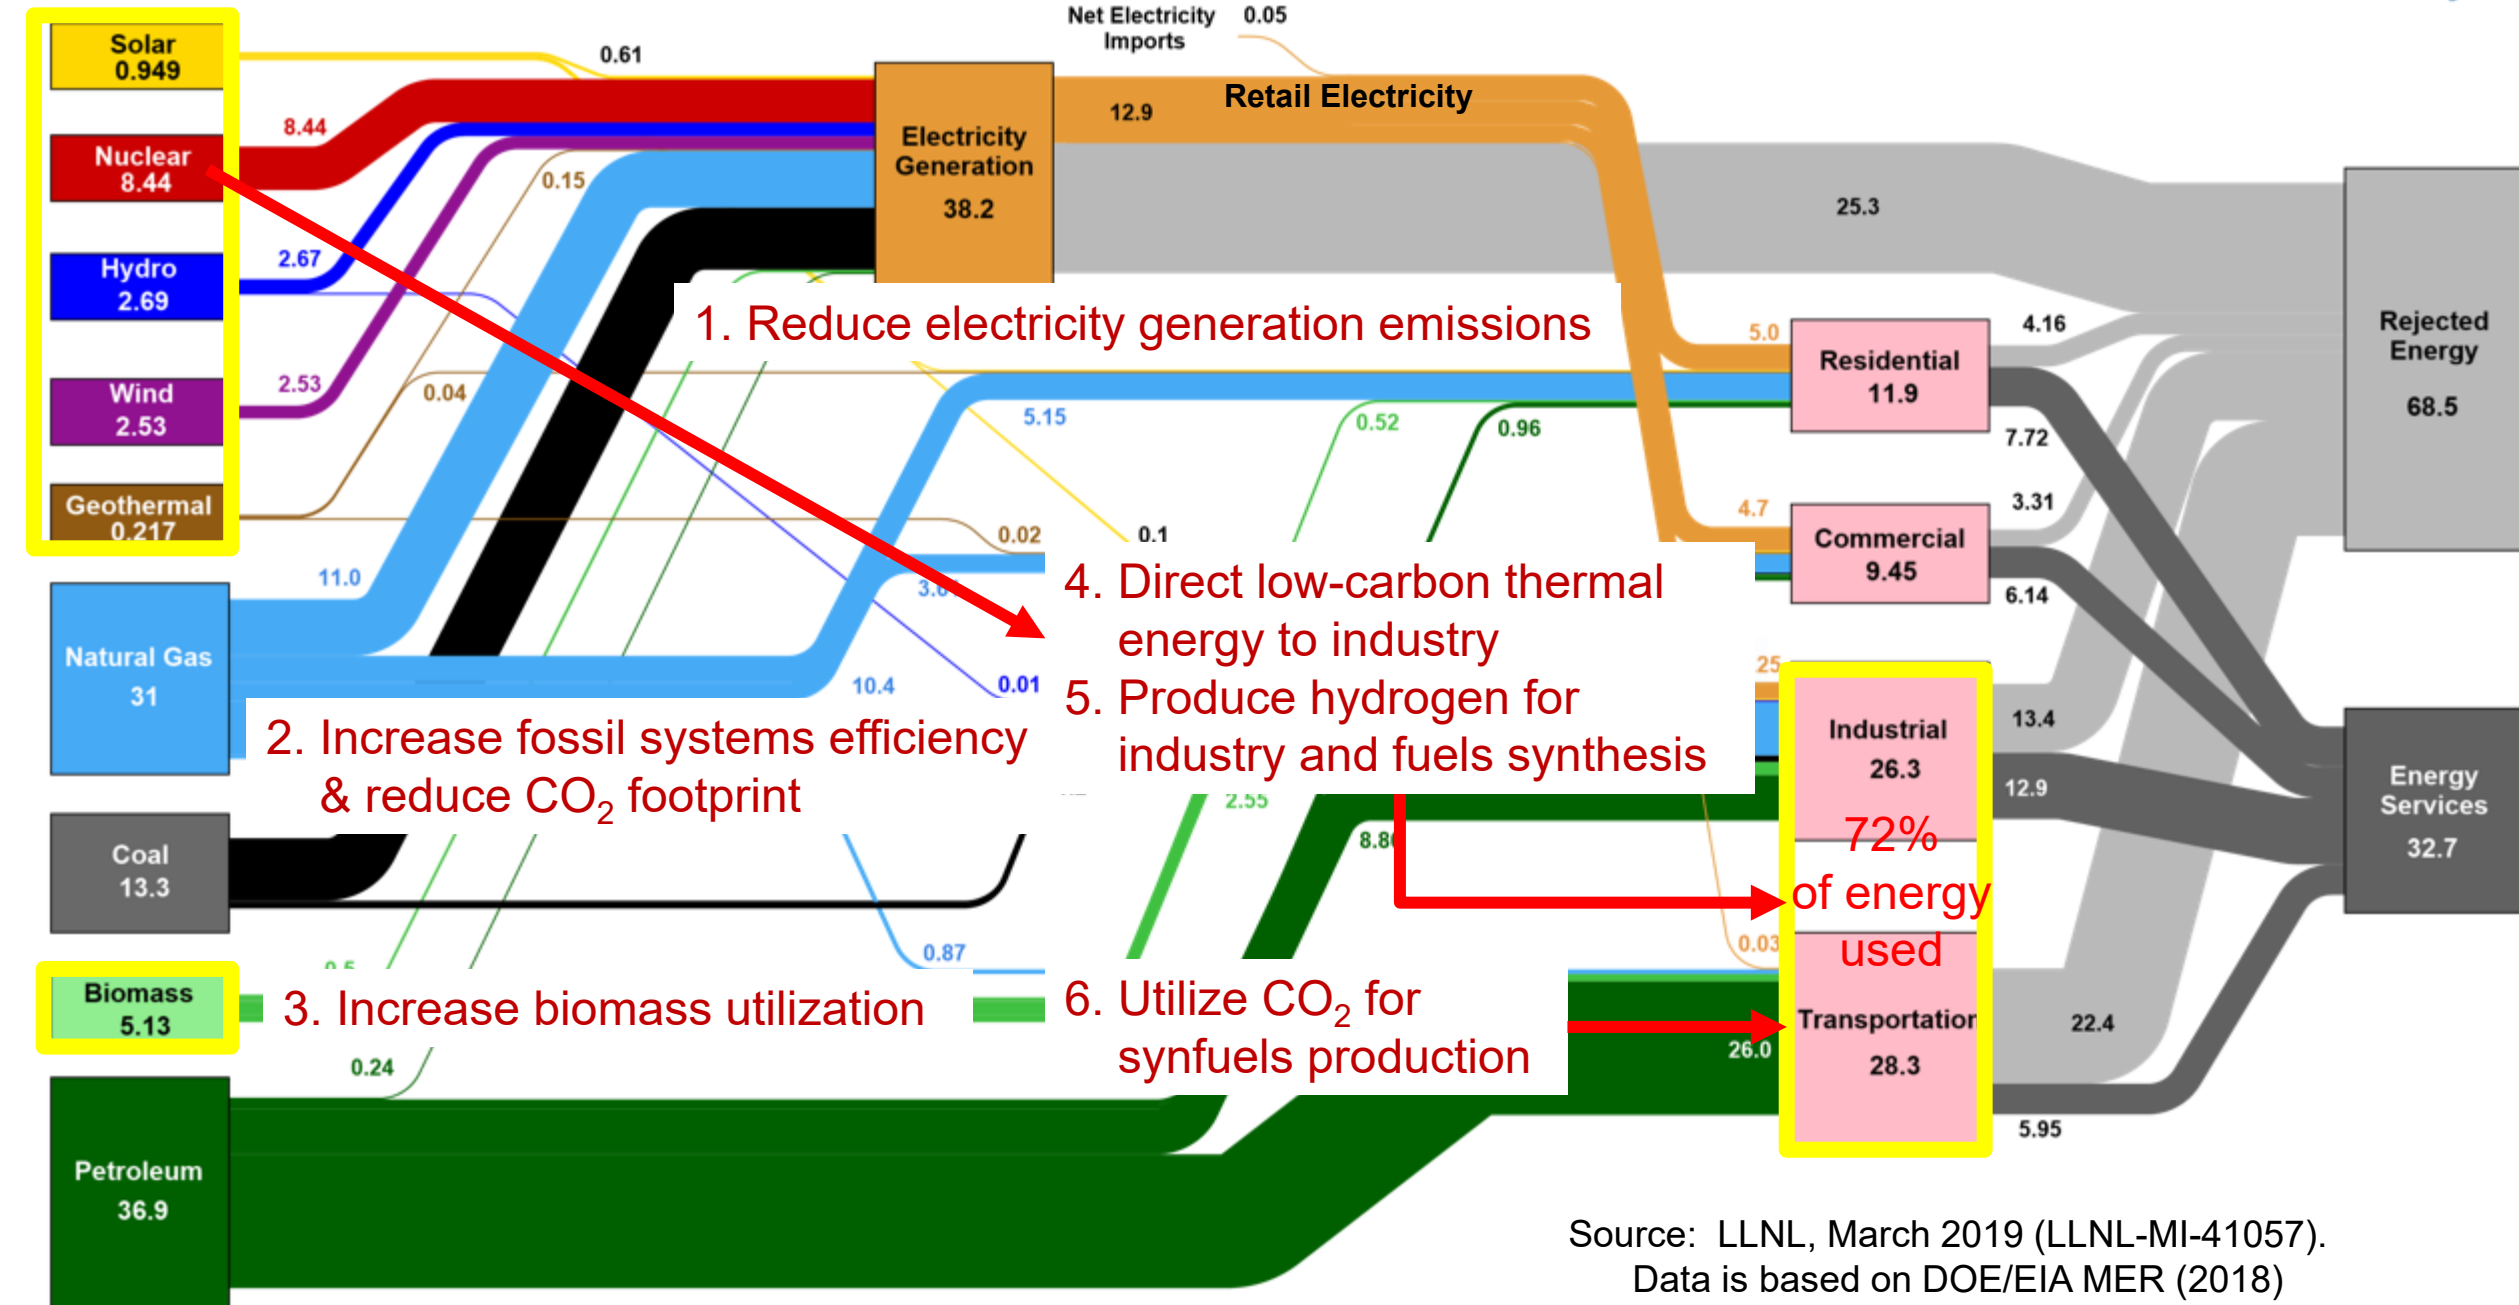 Net Electricity 0.05
Imports
Solar
0.949
0.61
Retail Electricity
12.9
8.44
Nuclear
8.44
Electricity
Generation
38.2
0.15
25.3
Hydro
2.69
2.67
Rejected
Energy
68.5
1. Reduce electricity generation emissions
5.0
Residential
11.9
4.16
7.72
Wind
2.53
2.53
0.04
5.15
0.52
0.96
Geothermal
0.217
0.02
0.1
4.7
Commercial
9.45
3.31
6.14
11.0
Natural Gas
31
10.4
0.01
4. Direct low-carbon thermal
energy to industry
5. Produce hydrogen for
industry and fuels synthesis
25
Industrial
26.3
13.4
12.9
2. Increase fossil systems efficiency
& reduce CO2 footprint
Energy
Services
32.7
2.55
8.8
72%
of energy
used
Coal
13.3
0.87
0.03
Biomass
5.13
3. Increase biomass utilization
6. Utilize CO2 for
synfuels production
26.0
Transportation
28.3
22.4
5.95
0.24
Petroleum
36.9
Source: LLNL, March 2019 (LLNL-MI-41057).
Data is based on DOE/EIA MER (2018)